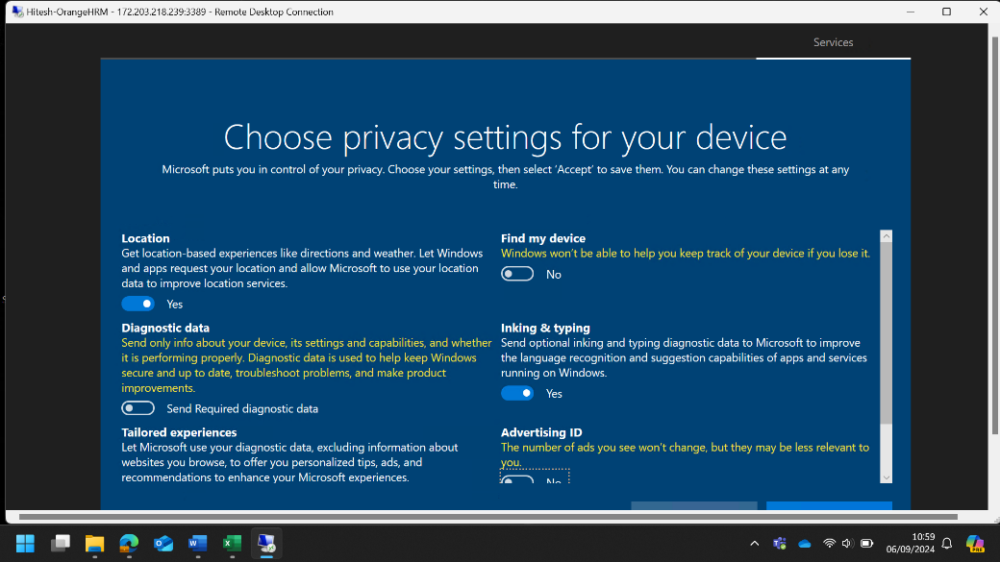 Hitesh-OrangeHRM - 172.203.218.239:3389 - Remote Desktop Connection
Services
Choose privacy settings for your device
Microsoft puts you in control of your privacy. Choose your settings, then select ‘Accept’ to save them. You can change these settings at any
time.
Location
Get location-based experiences like directions and weather. Let Windows
and apps request your location and allow Microsoft to use your location
data to improve location services.
Yes
Find my device
Windows won’t be able to help you keep track of your device if you lose it.
No
Diagnostic data
Send only info about your device, its settings and capabilities, and whether
it is performing properly. Diagnostic data is used to help keep Windows
secure and up to date, troubleshoot problems, and make product
improvements.
Send Required diagnostic data
Inking & typing
Send optional inking and typing diagnostic data to Microsoft to improve
the language recognition and suggestion capabilities of apps and services
running on Windows.
Yes
Tailored experiences
Let Microsoft use your diagnostic data, excluding information about
websites you browse, to offer you personalized tips, ads, and
recommendations to enhance your Microsoft experiences.
Advertising ID
The number of ads you see won’t change, but they may be less relevant to
you.
No
10:59
06/09/2024
PRE